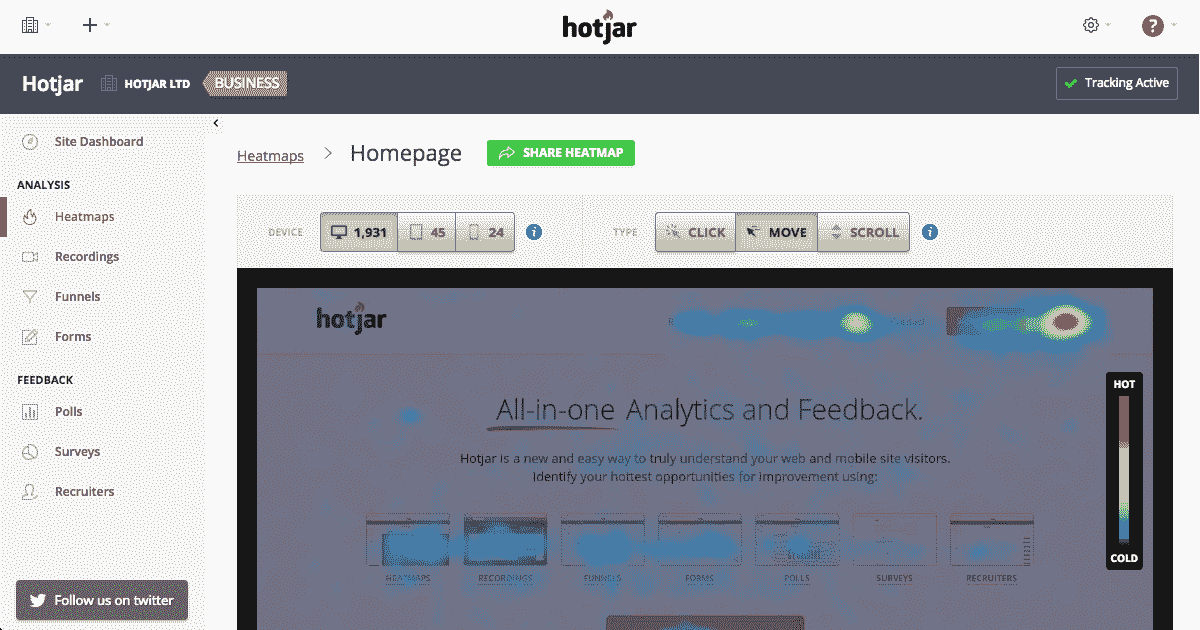 hotjar
?
Hotjar HOTJAR LTD BUSINESS
Tracking Active
Site Dashboard
ANALYSIS
Heatmaps
Recordings
Funnels
Forms
FEEDBACK
Polls
Surveys
Recruiters
Follow us on twitter
Heatmaps > Homepage SHARE HEATMAP
DEVICE 1,931 45 24 i TYPE CLICK MOVE SCROLL i
hotjar
HOT
COLD
All-in-one Analytics and Feedback.
Hotjar is a new and easy way to truly understand your web and mobile site visitors.
Identify your hottest opportunities for improvement using:
HEATMAPS RECORDINGS FUNNELS FORMS POLLS SURVEYS RECRUITERS